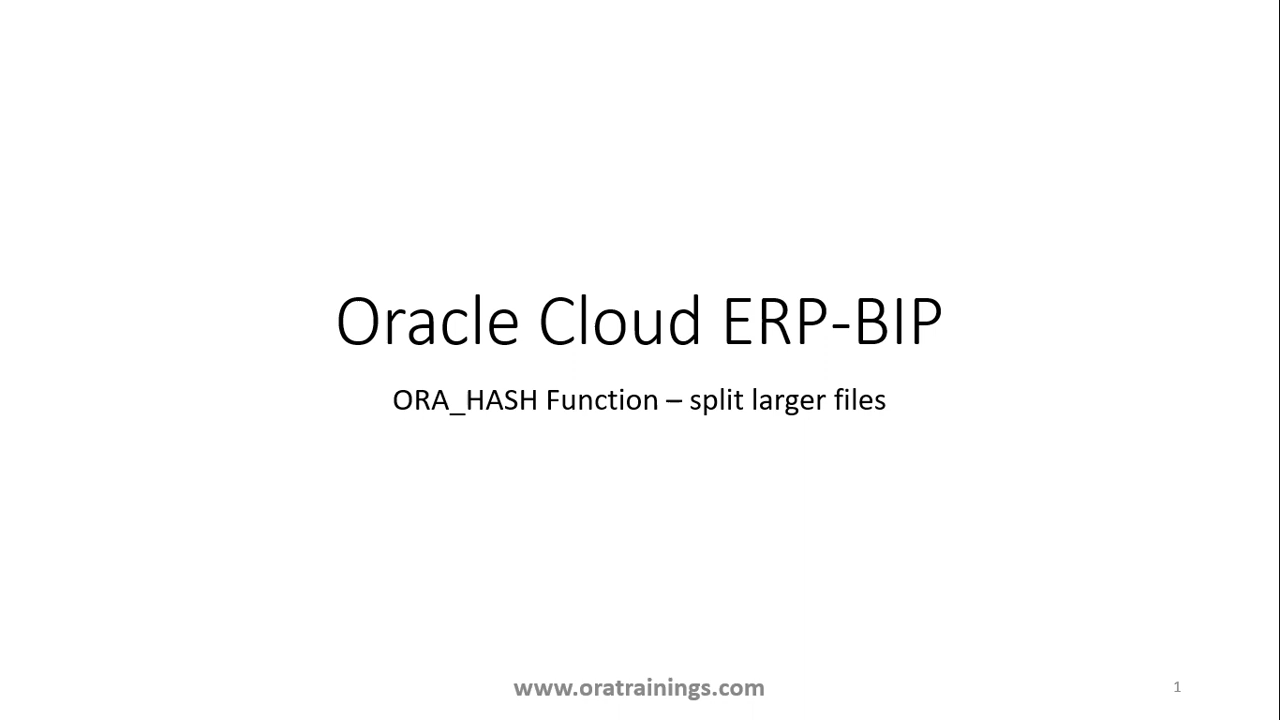 Oracle Cloud ERP-BIP
ORA_HASH Function – split larger files
www.oratrainings.com
1